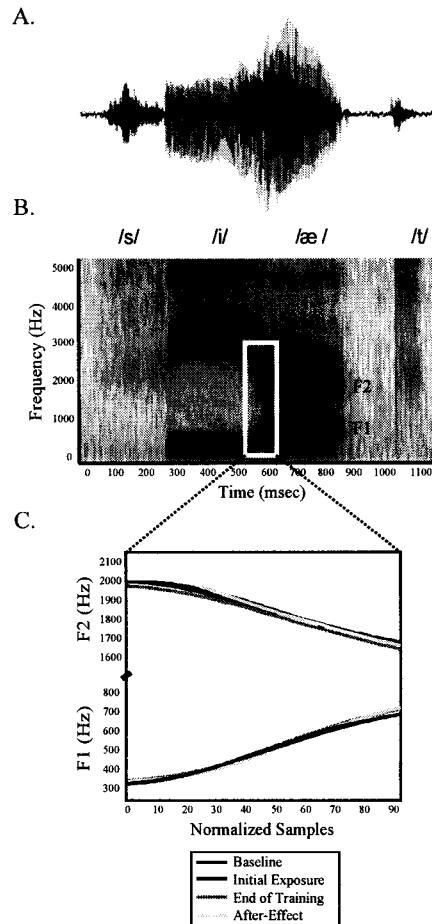 A.
B.
/s/ /i/ /æ/ /t/
Frequency (Hz)
5000
4000
3000
2000
1000
0
F2
F1
0 100 200 300 400 500 600 700 800 900 1000 1100
Time (msec)
C.
F2 (Hz)
2100
2000
1900
1800
1700
1600
F1 (Hz)
800
700
600
500
400
300
0 10 20 30 40 50 60 70 80 90
Normalized Samples
Baseline
Initial Exposure
End of Training
After-Effect